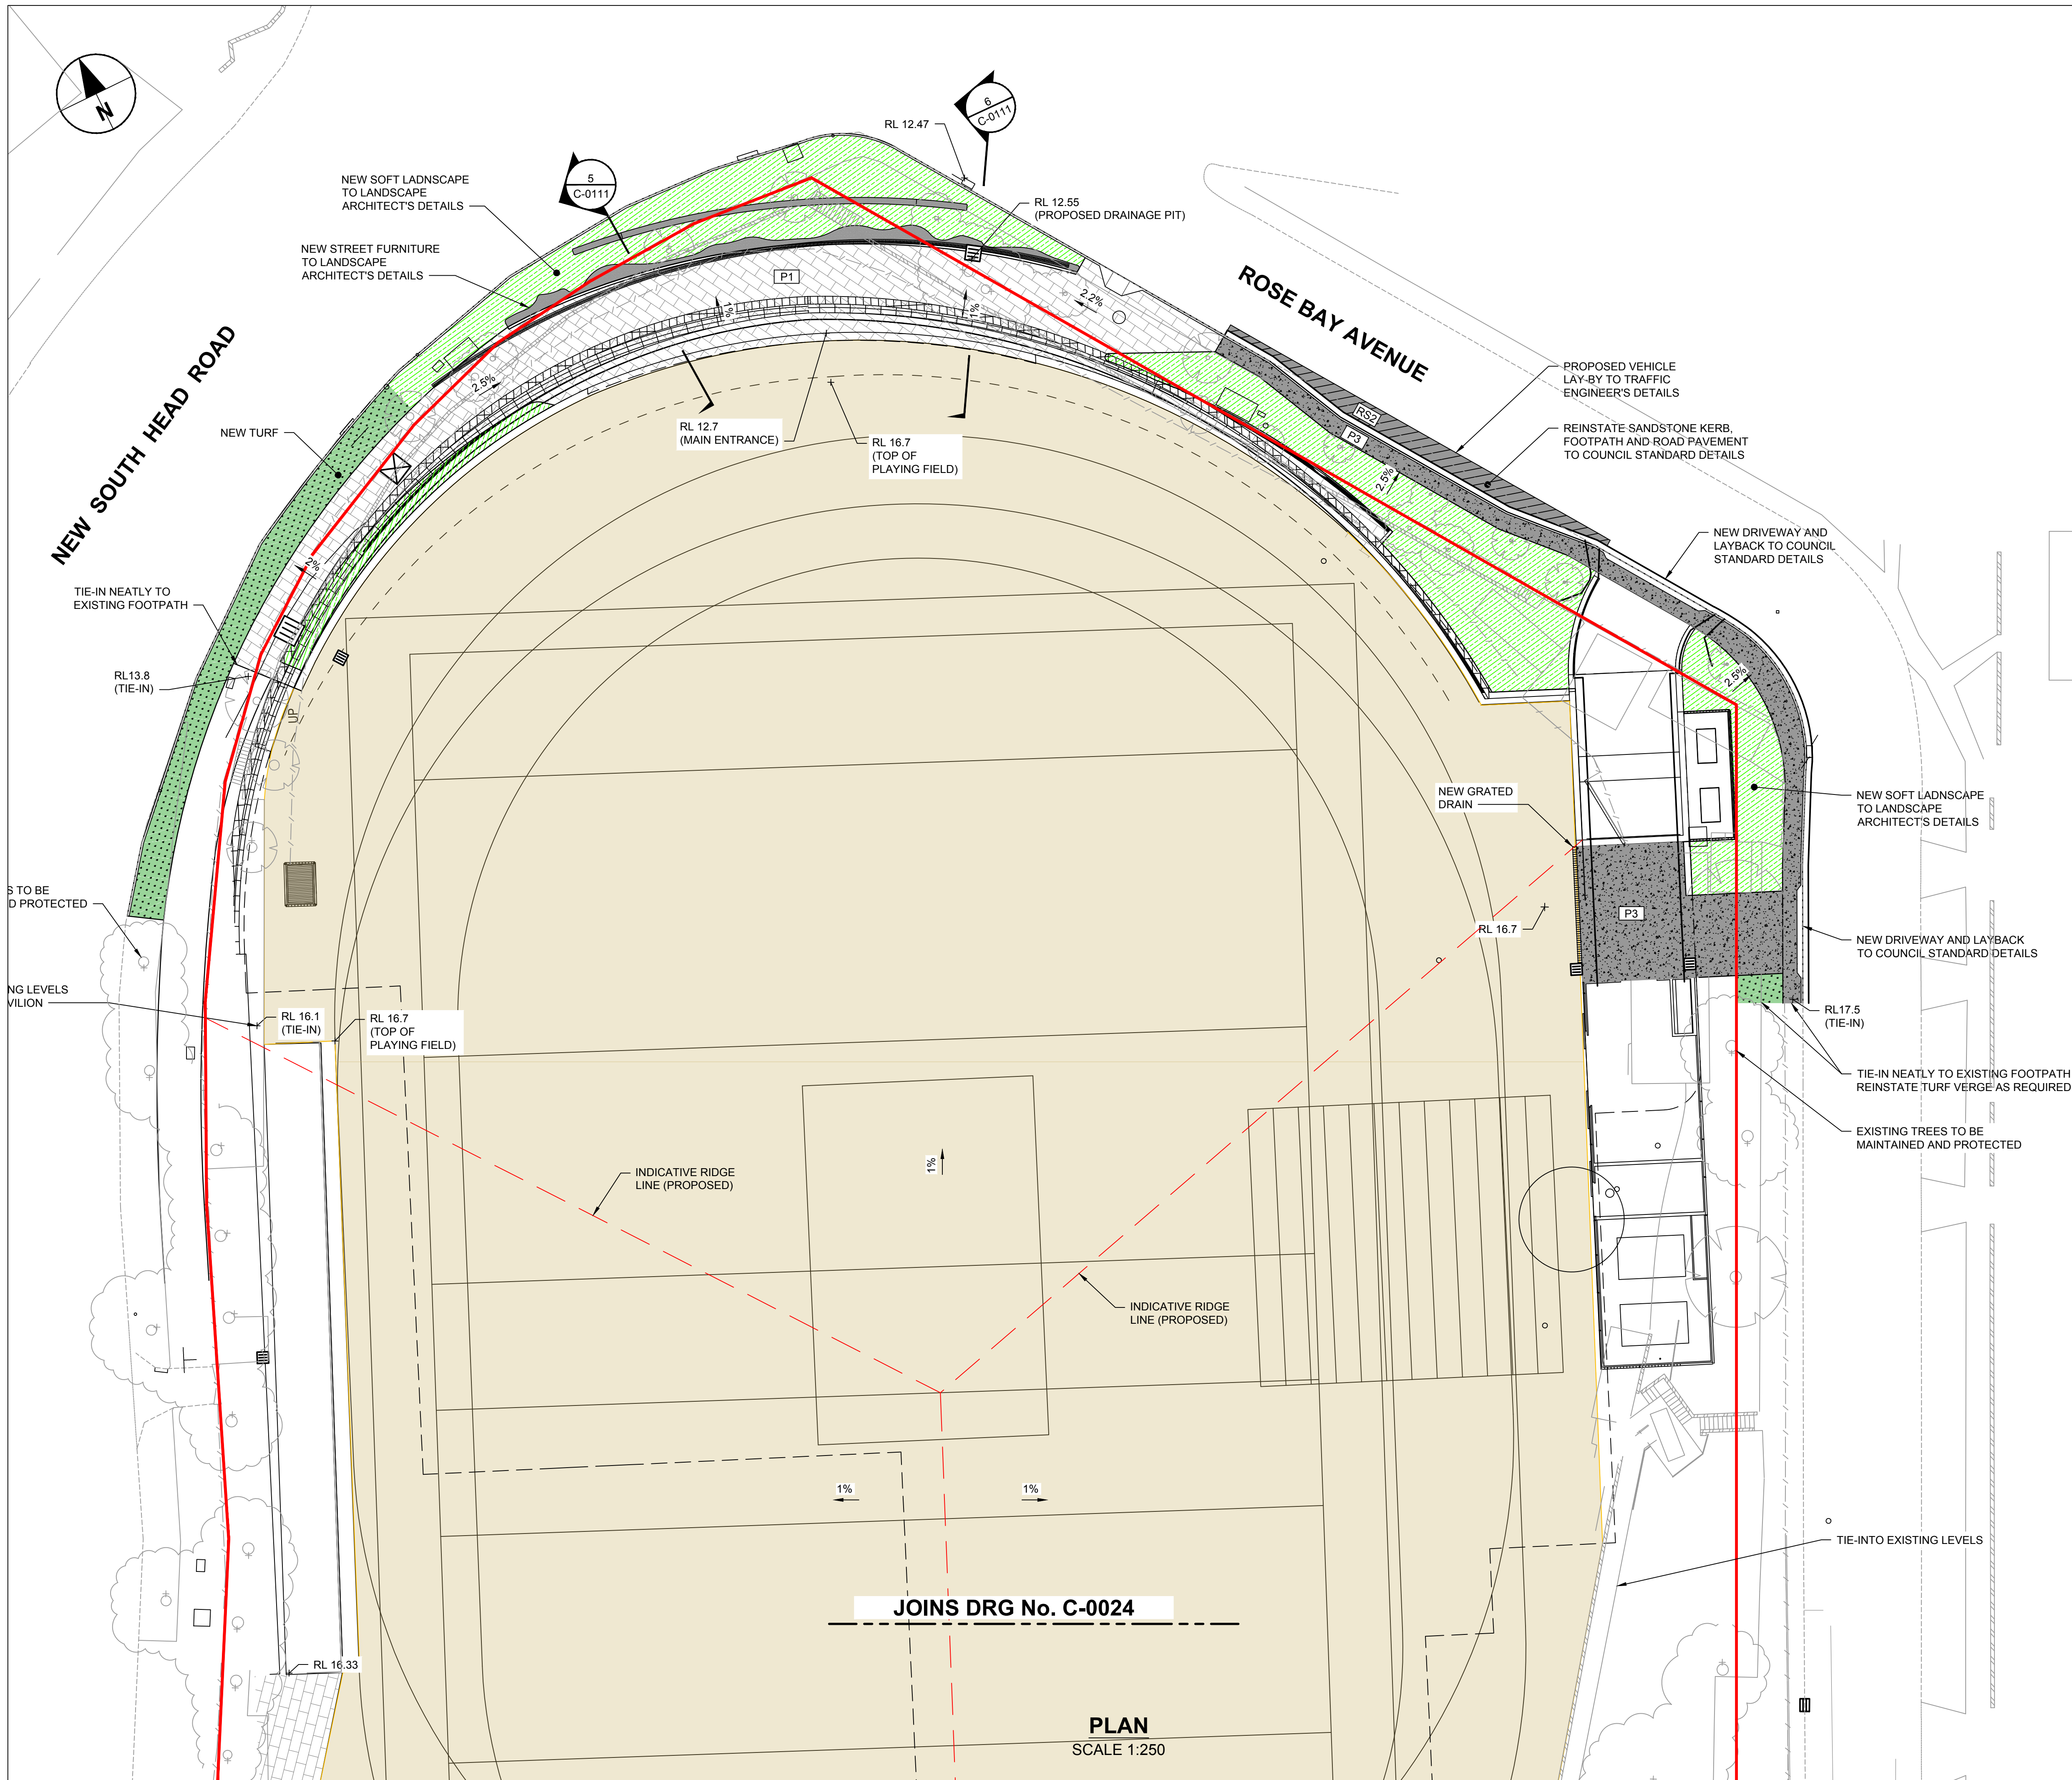 N
6
C-0111
RL 12.47
5
C-0111
NEW SOFT LADNSCAPE
TO LANDSCAPE
ARCHITECT'S DETAILS
RL 12.55
(PROPOSED DRAINAGE PIT)
NEW STREET FURNITURE
TO LANDSCAPE
ARCHITECT'S DETAILS
P1
1%
1%
2.2%
ROSE BAY AVENUE
NEW SOUTH HEAD ROAD
2.5%
PROPOSED VEHICLE
LAY-BY TO TRAFFIC
ENGINEER'S DETAILS
RS2
P3
2.5%
NEW TURF
RL 12.7
(MAIN ENTRANCE)
RL 16.7
(TOP OF
PLAYING FIELD)
REINSTATE SANDSTONE KERB,
FOOTPATH AND ROAD PAVEMENT
TO COUNCIL STANDARD DETAILS
NEW DRIVEWAY AND
LAYBACK TO COUNCIL
STANDARD DETAILS
2%
TIE-IN NEATLY TO
EXISTING FOOTPATH
RL13.8
(TIE-IN)
UP
2.5%
NEW GRATED
DRAIN
NEW SOFT LADNSCAPE
TO LANDSCAPE
ARCHITECT'S DETAILS
S TO BE
D PROTECTED
RL 16.7
P3
NEW DRIVEWAY AND LAYBACK
TO COUNCIL STANDARD DETAILS
NG LEVELS
VILION
RL 16.1
(TIE-IN)
RL 16.7
(TOP OF
PLAYING FIELD)
RL17.5
(TIE-IN)
TIE-IN NEATLY TO EXISTING FOOTPATH
REINSTATE TURF VERGE AS REQUIRED
EXISTING TREES TO BE
MAINTAINED AND PROTECTED
1%
INDICATIVE RIDGE
LINE (PROPOSED)
INDICATIVE RIDGE
LINE (PROPOSED)
1%
1%
TIE-INTO EXISTING LEVELS
JOINS DRG No. C-0024
RL 16.33
PLAN
SCALE 1:250